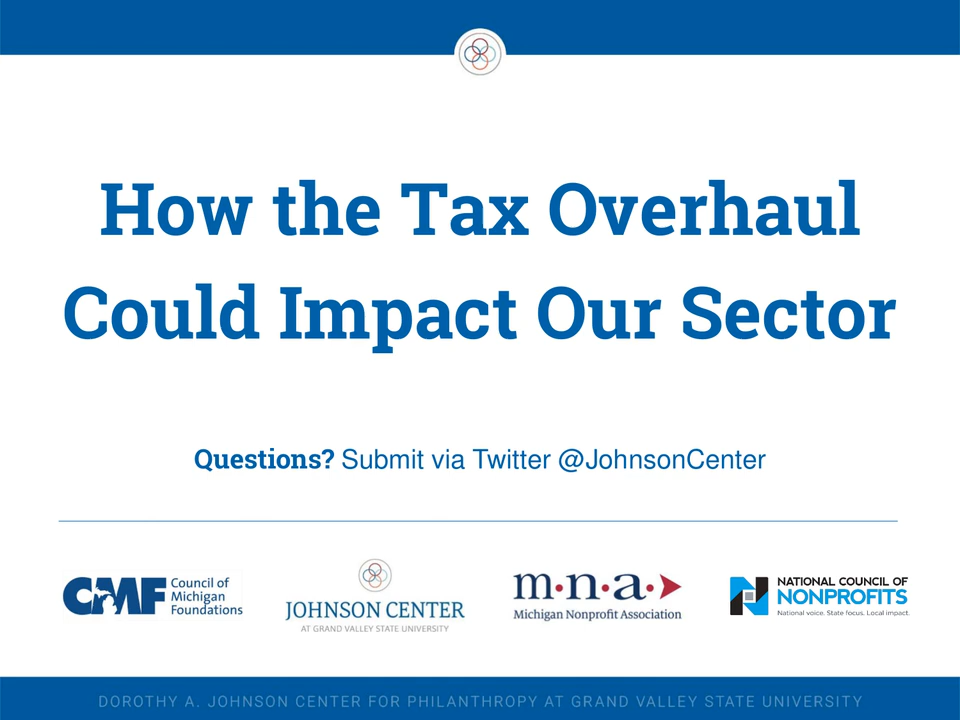 How the Tax Overhaul
Could Impact Our Sector
Questions? Submit via Twitter @JohnsonCenter
CMF Council of Michigan Foundations
JOHNSON CENTER
AT GRAND VALLEY STATE UNIVERSITY
m·n·a·
Michigan Nonprofit Association
NATIONAL COUNCIL OF
NONPROFITS
National voice. State focus. Local impact.
DOROTHY A. JOHNSON CENTER FOR PHILANTHROPY AT GRAND VALLEY STATE UNIVERSITY